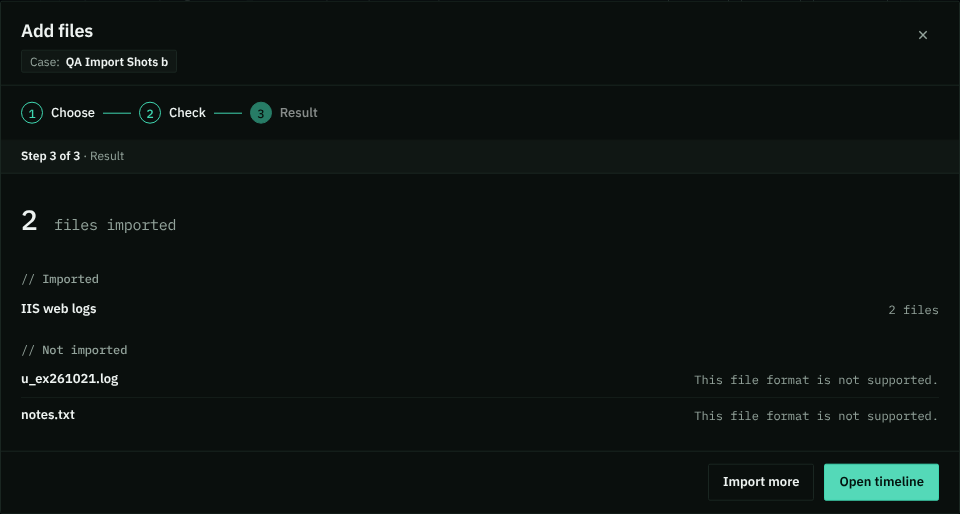 Add files
×
Case: QA Import Shots b
1 Choose 2 Check 3 Result
Step 3 of 3 · Result
2 files imported
// Imported
IIS web logs 2 files
// Not imported
u_ex261021.log This file format is not supported.
notes.txt This file format is not supported.
Import more Open timeline